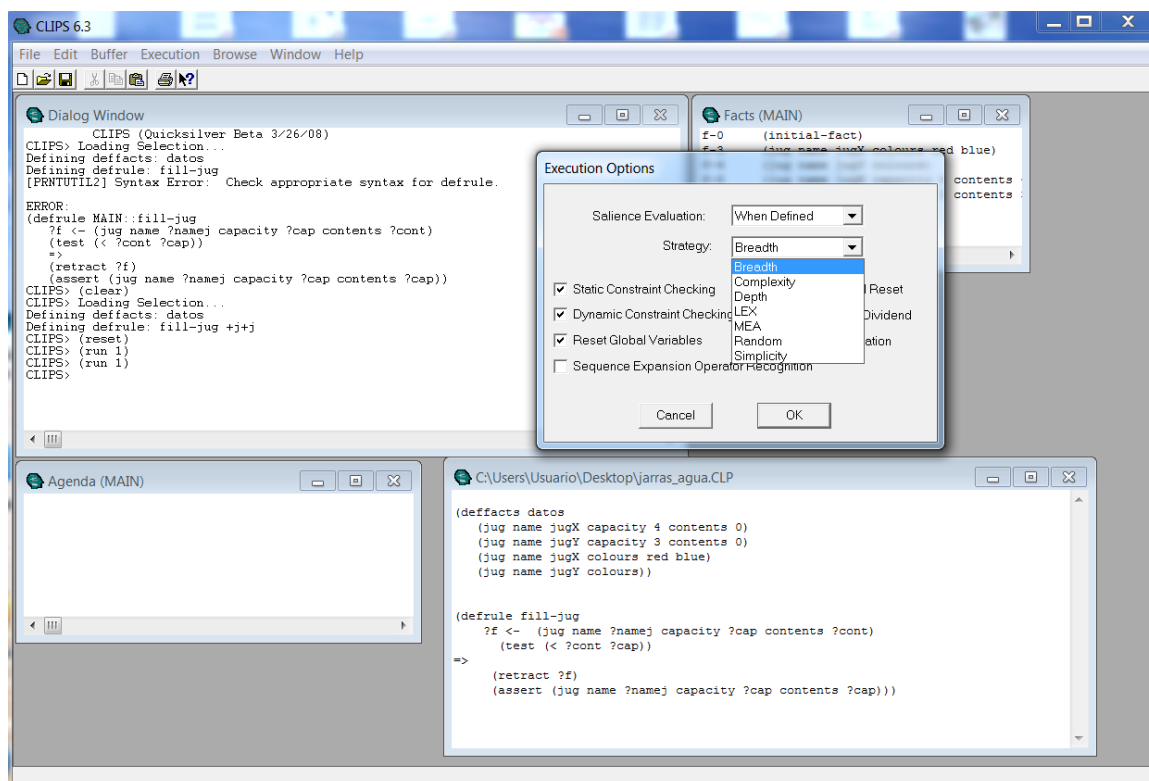 CLIPS 6.3
File Edit Buffer Execution Browse Window Help
Dialog Window
CLIPS (Quicksilver Beta 3/26/08)
CLIPS> Loading Selection...
Defining deffacts: datos
Defining defrule: fill-jug
[PRNTUTIL2] Syntax Error: Check appropriate syntax for defrule.
ERROR:
(defrule MAIN::fill-jug
?f <- (jug name ?namej capacity ?cap contents ?cont)
(test (< ?cont ?cap))
=>
(retract ?f)
(assert (jug name ?namej capacity ?cap contents ?cap))
CLIPS> (clear)
CLIPS> Loading Selection...
Defining deffacts: datos
Defining defrule: fill-jug +j+j
CLIPS> (reset)
CLIPS> (run 1)
CLIPS> (run 1)
CLIPS>
Facts (MAIN)
f-0 (initial-fact)
f-3 (jug name jugX colours red blue)
contents
contents
Execution Options
Salience Evaluation: When Defined
Strategy: Breadth
Breadth
Complexity
Depth
LEX
MEA
Random
Simplicity
Static Constraint Checking
Reset
Dynamic Constraint Checking
Dividend
Reset Global Variables
Sequence Expansion Operator Recognition
Cancel OK
Agenda (MAIN)
C:\Users\Usuario\Desktop\jarras_agua.CLP
(deffacts datos
(jug name jugX capacity 4 contents 0)
(jug name jugY capacity 3 contents 0)
(jug name jugX colours red blue)
(jug name jugY colours))
(defrule fill-jug
?f <- (jug name ?namej capacity ?cap contents ?cont)
(test (< ?cont ?cap))
=>
(retract ?f)
(assert (jug name ?namej capacity ?cap contents ?cap)))